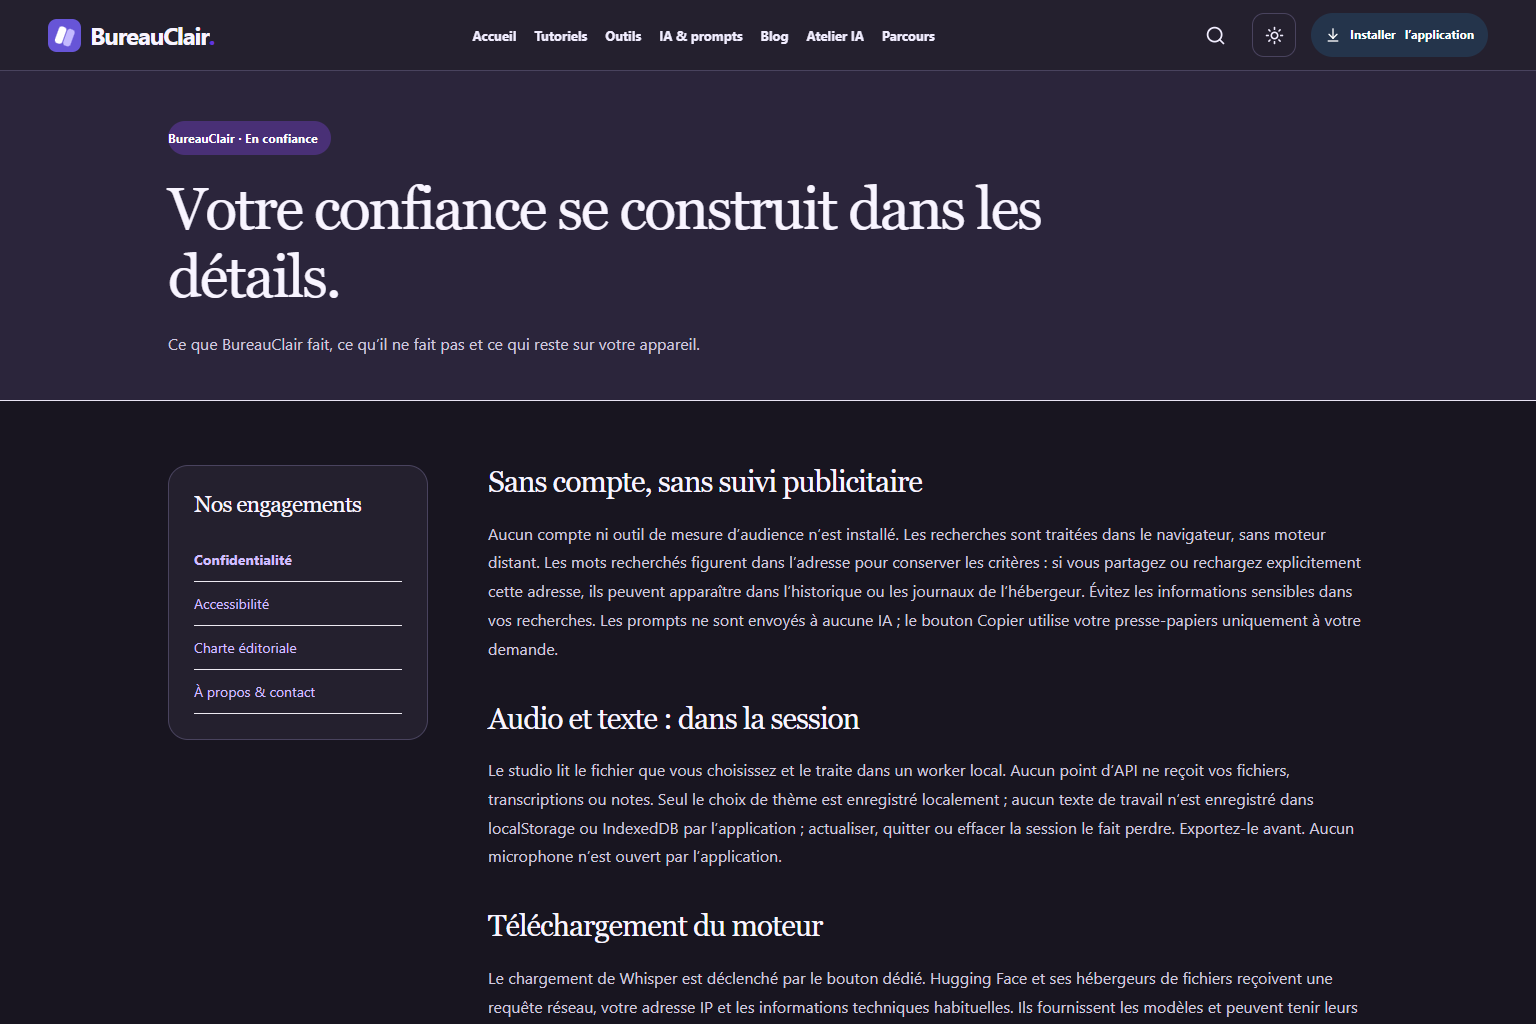 BureauClair.
Accueil Tutoriels Outils IA & prompts Blog Atelier IA Parcours
Installer l’application
BureauClair · En confiance
Votre confiance se construit dans les
détails.
Ce que BureauClair fait, ce qu’il ne fait pas et ce qui reste sur votre appareil.
Nos engagements
Confidentialité
Accessibilité
Charte éditoriale
À propos & contact
Sans compte, sans suivi publicitaire
Aucun compte ni outil de mesure d’audience n’est installé. Les recherches sont traitées dans le navigateur, sans moteur
distant. Les mots recherchés figurent dans l’adresse pour conserver les critères : si vous partagez ou rechargez explicitement
cette adresse, ils peuvent apparaître dans l’historique ou les journaux de l’hébergeur. Évitez les informations sensibles dans
vos recherches. Les prompts ne sont envoyés à aucune IA ; le bouton Copier utilise votre presse-papiers uniquement à votre
demande.
Audio et texte : dans la session
Le studio lit le fichier que vous choisissez et le traite dans un worker local. Aucun point d’API ne reçoit vos fichiers,
transcriptions ou notes. Seul le choix de thème est enregistré localement ; aucun texte de travail n’est enregistré dans
localStorage ou IndexedDB par l’application ; actualiser, quitter ou effacer la session le fait perdre. Exportez-le avant. Aucun
microphone n’est ouvert par l’application.
Téléchargement du moteur
Le chargement de Whisper est déclenché par le bouton dédié. Hugging Face et ses hébergeurs de fichiers reçoivent une
requête réseau, votre adresse IP et les informations techniques habituelles. Ils fournissent les modèles et peuvent tenir leurs